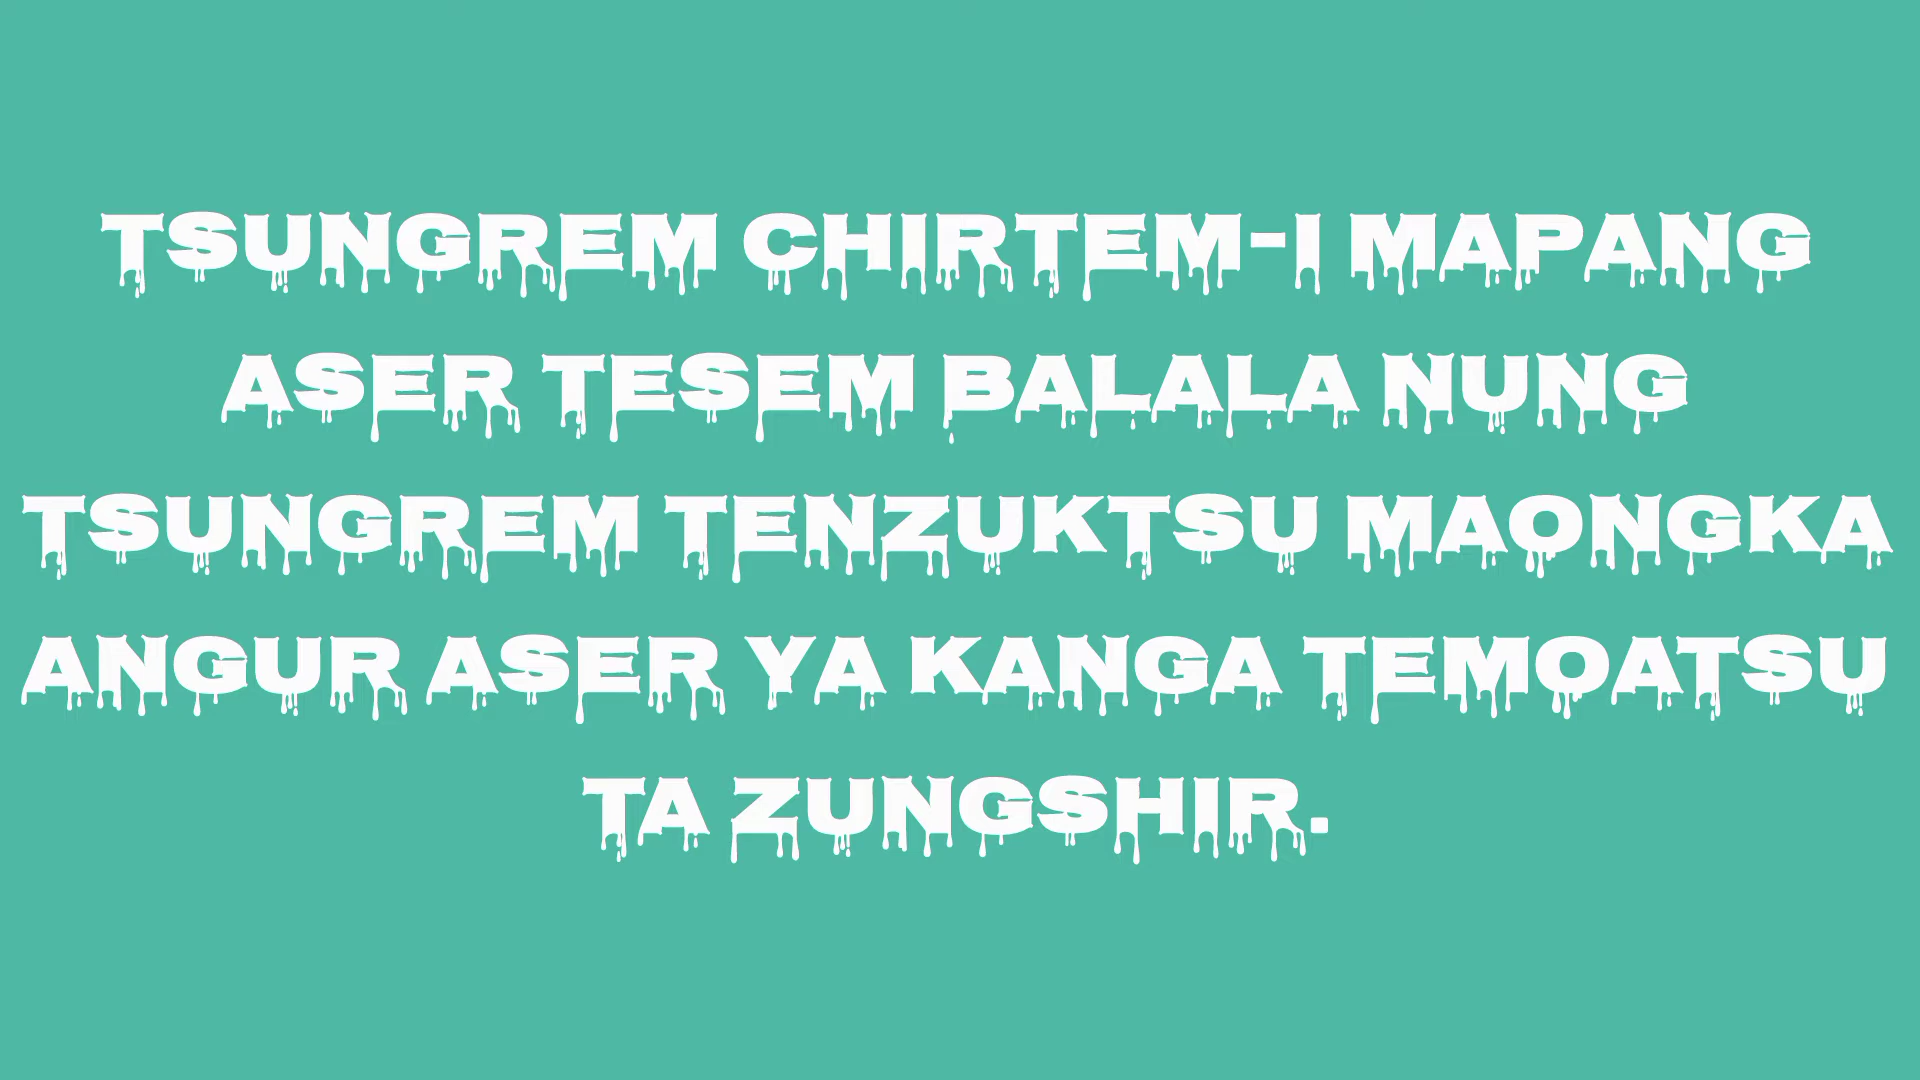 TSUNGREM CHIRTEM-I MAPANG
ASER TESEM BALALA NUNG
TSUNGREM TENZUKTSU MAONGKA
ANGUR ASER YA KANGA TEMOATSU
TA ZUNGSHIR.